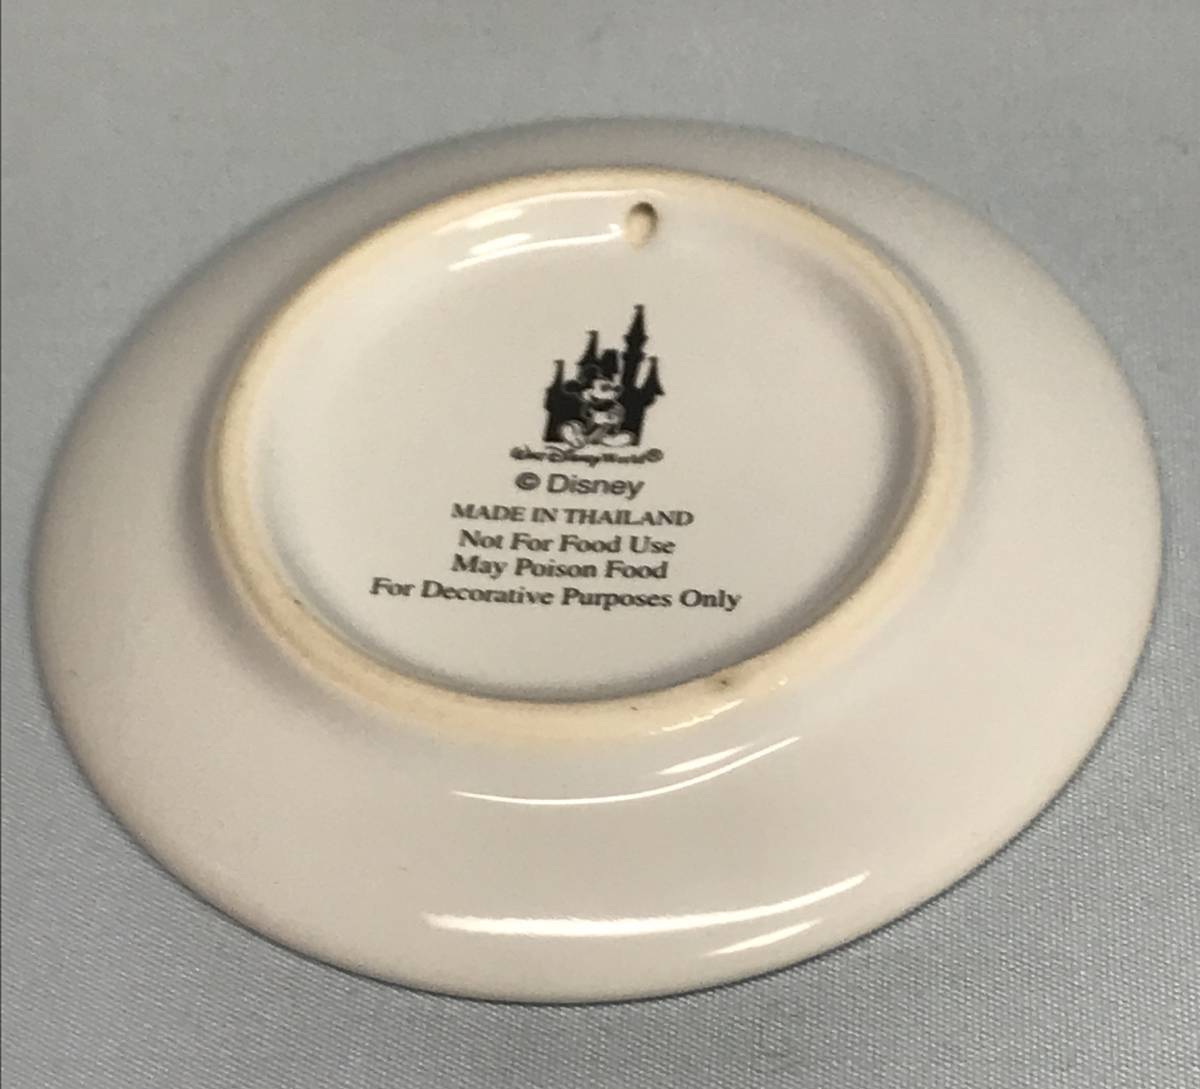 Walt Disney World®
© Disney
MADE IN THAILAND
Not For Food Use
May Poison Food
For Decorative Purposes Only